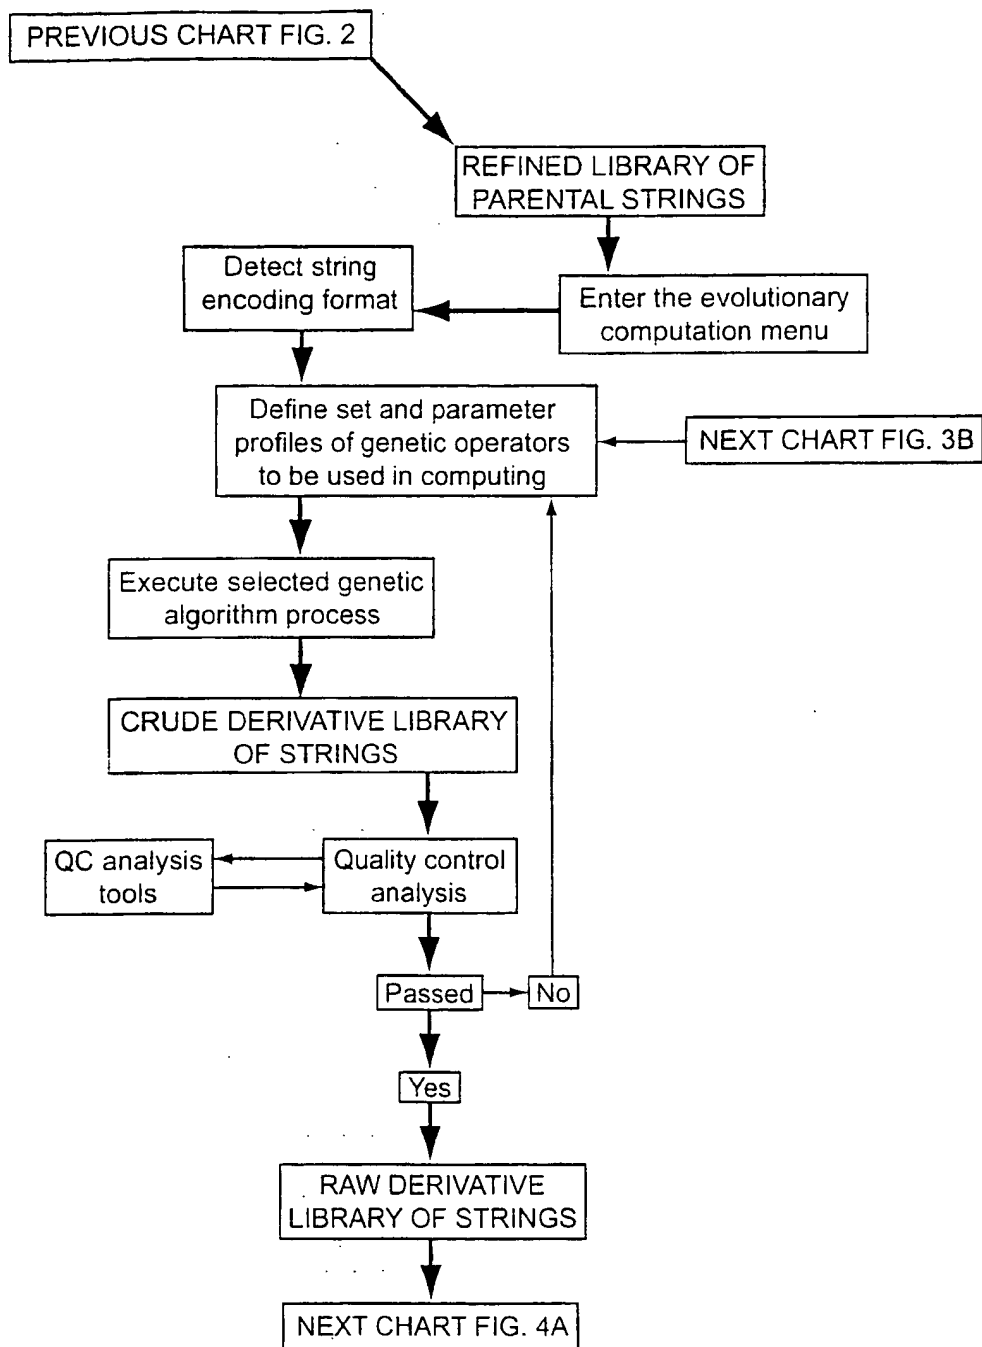 PREVIOUS CHART FIG. 2
REFINED LIBRARY OF
PARENTAL STRINGS
Enter the evolutionary
computation menu
Detect string
encoding format
Define set and parameter
profiles of genetic operators
to be used in computing
NEXT CHART FIG. 3B
Execute selected genetic
algorithm process
CRUDE DERIVATIVE LIBRARY
OF STRINGS
Quality control
analysis
QC analysis
tools
Passed
No
Yes
RAW DERIVATIVE
LIBRARY OF STRINGS
NEXT CHART FIG. 4A